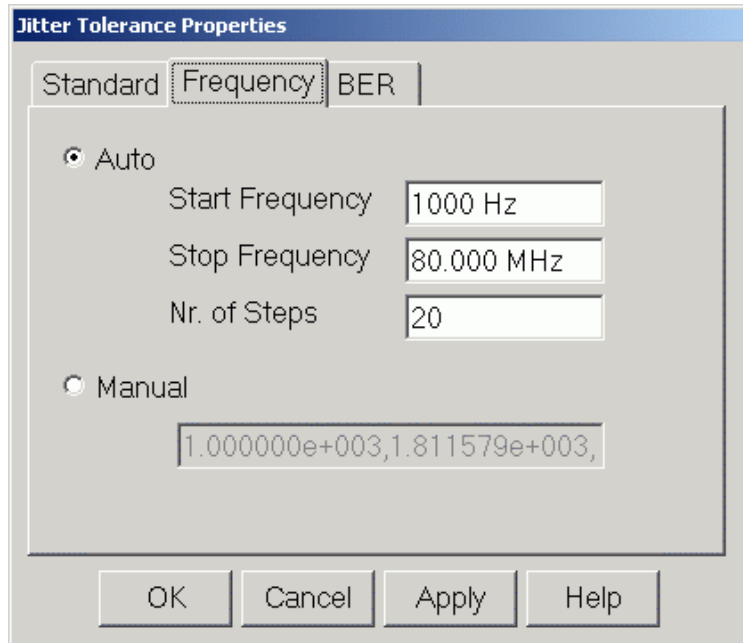 Jitter Tolerance Properties
Standard Frequency BER
Auto
Start Frequency 1000 Hz
Stop Frequency 80.000 MHz
Nr. of Steps 20
Manual
1.000000e+003,1.811579e+003,
OK Cancel Apply Help